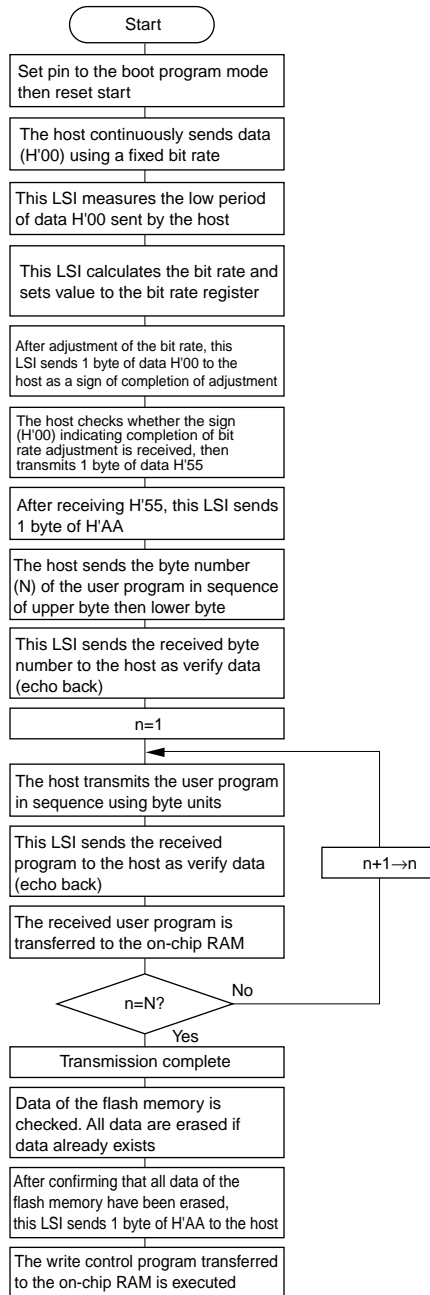 Start
Set pin to the boot program mode
then reset start
The host continuously sends data
(H'00) using a fixed bit rate
This LSI measures the low period
of data H'00 sent by the host
This LSI calculates the bit rate and
sets value to the bit rate register
After adjustment of the bit rate, this
LSI sends 1 byte of data H'00 to the
host as a sign of completion of adjustment
The host checks whether the sign
(H'00) indicating completion of bit
rate adjustment is received, then
transmits 1 byte of data H'55
After receiving H'55, this LSI sends
1 byte of H'AA
The host sends the byte number
(N) of the user program in sequence
of upper byte then lower byte
This LSI sends the received byte
number to the host as verify data
(echo back)
n=1
The host transmits the user program
in sequence using byte units
This LSI sends the received
program to the host as verify data
(echo back)
n+1→n
The received user program is
transferred to the on-chip RAM
n=N?
No
Yes
Transmission complete
Data of the flash memory is
checked. All data are erased if
data already exists
After confirming that all data of the
flash memory have been erased,
this LSI sends 1 byte of H'AA to the host
The write control program transferred
to the on-chip RAM is executed